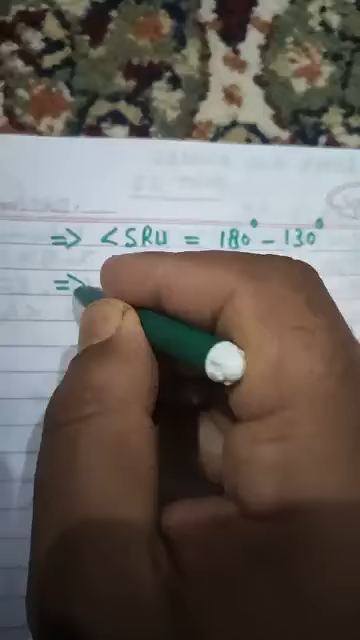 => <SRU = 180° - 130°
=>